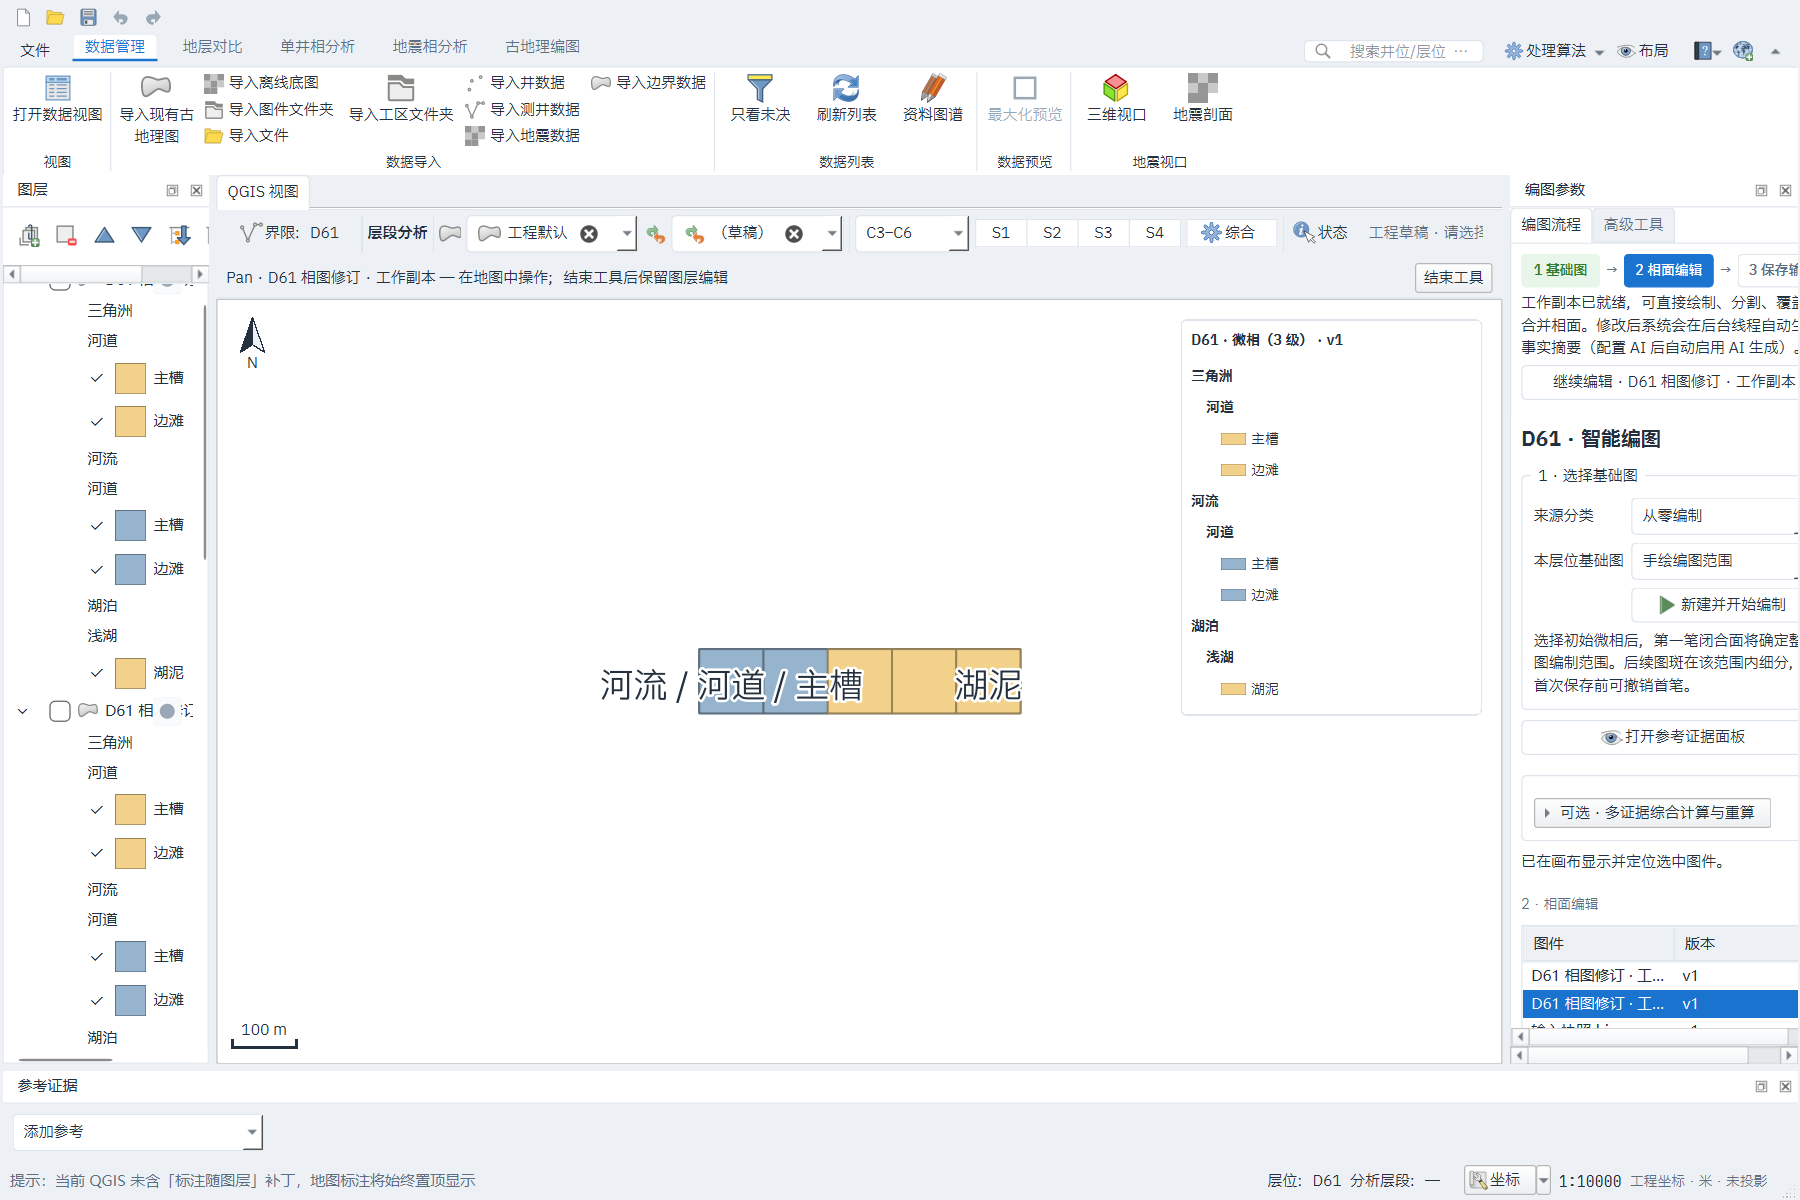 文件 数据管理 地层对比 单井相分析 地震相分析 古地理编图 搜索井位/层位 ··· 处理算法 布局
打开数据视图
视图
导入现有古地理图
导入离线底图
导入图件文件夹
导入文件
导入工区文件夹
导入井数据
导入测井数据
导入地震数据
导入边界数据
数据导入
只看未决 刷新列表 资料图谱
数据列表
最大化预览
数据预览
三维视口 地震剖面
地震视口
图层
三角洲
河道
主槽
边滩
河流
河道
主槽
边滩
湖泊
浅湖
湖泥
D61 相
三角洲
河道
主槽
边滩
河流
河道
主槽
边滩
湖泊
QGIS 视图
界限: D61 层段分析 工程默认 （草稿） C3–C6 S1 S2 S3 S4 综合 状态 工程草稿 · 请选择
Pan · D61 相图修订 · 工作副本 — 在地图中操作；结束工具后保留图层编辑 结束工具
N
河流 / 河道 / 主槽 湖泥
100 m
D61 · 微相（3 级） · v1
三角洲
河道
主槽
边滩
河流
河道
主槽
边滩
湖泊
浅湖
湖泥
编图参数
编图流程 高级工具
1 基础图 → 2 相面编辑 → 3 保存输
工作副本已就绪，可直接绘制、分割、覆盖
合并相面。修改后系统会在后台线程自动生
事实摘要（配置 AI 后自动启用 AI 生成）。
继续编辑 · D61 相图修订 · 工作副本
D61 · 智能编图
1 · 选择基础图
来源分类 从零编制
本层位基础图 手绘编图范围
新建并开始编制
选择初始微相后，第一笔闭合面将确定整
图编制范围。后续图斑在该范围内细分，
首次保存前可撤销首笔。
打开参考证据面板
可选 · 多证据综合计算与重算
已在画布显示并定位选中图件。
2 · 相面编辑
图件 版本
D61 相图修订 · 工... v1
D61 相图修订 · 工... v1
参考证据
添加参考
提示：当前 QGIS 未含「标注随图层」补丁，地图标注将始终置顶显示 层位: D61 分析层段: — 坐标 1:10000 工程坐标 · 米 · 未投影